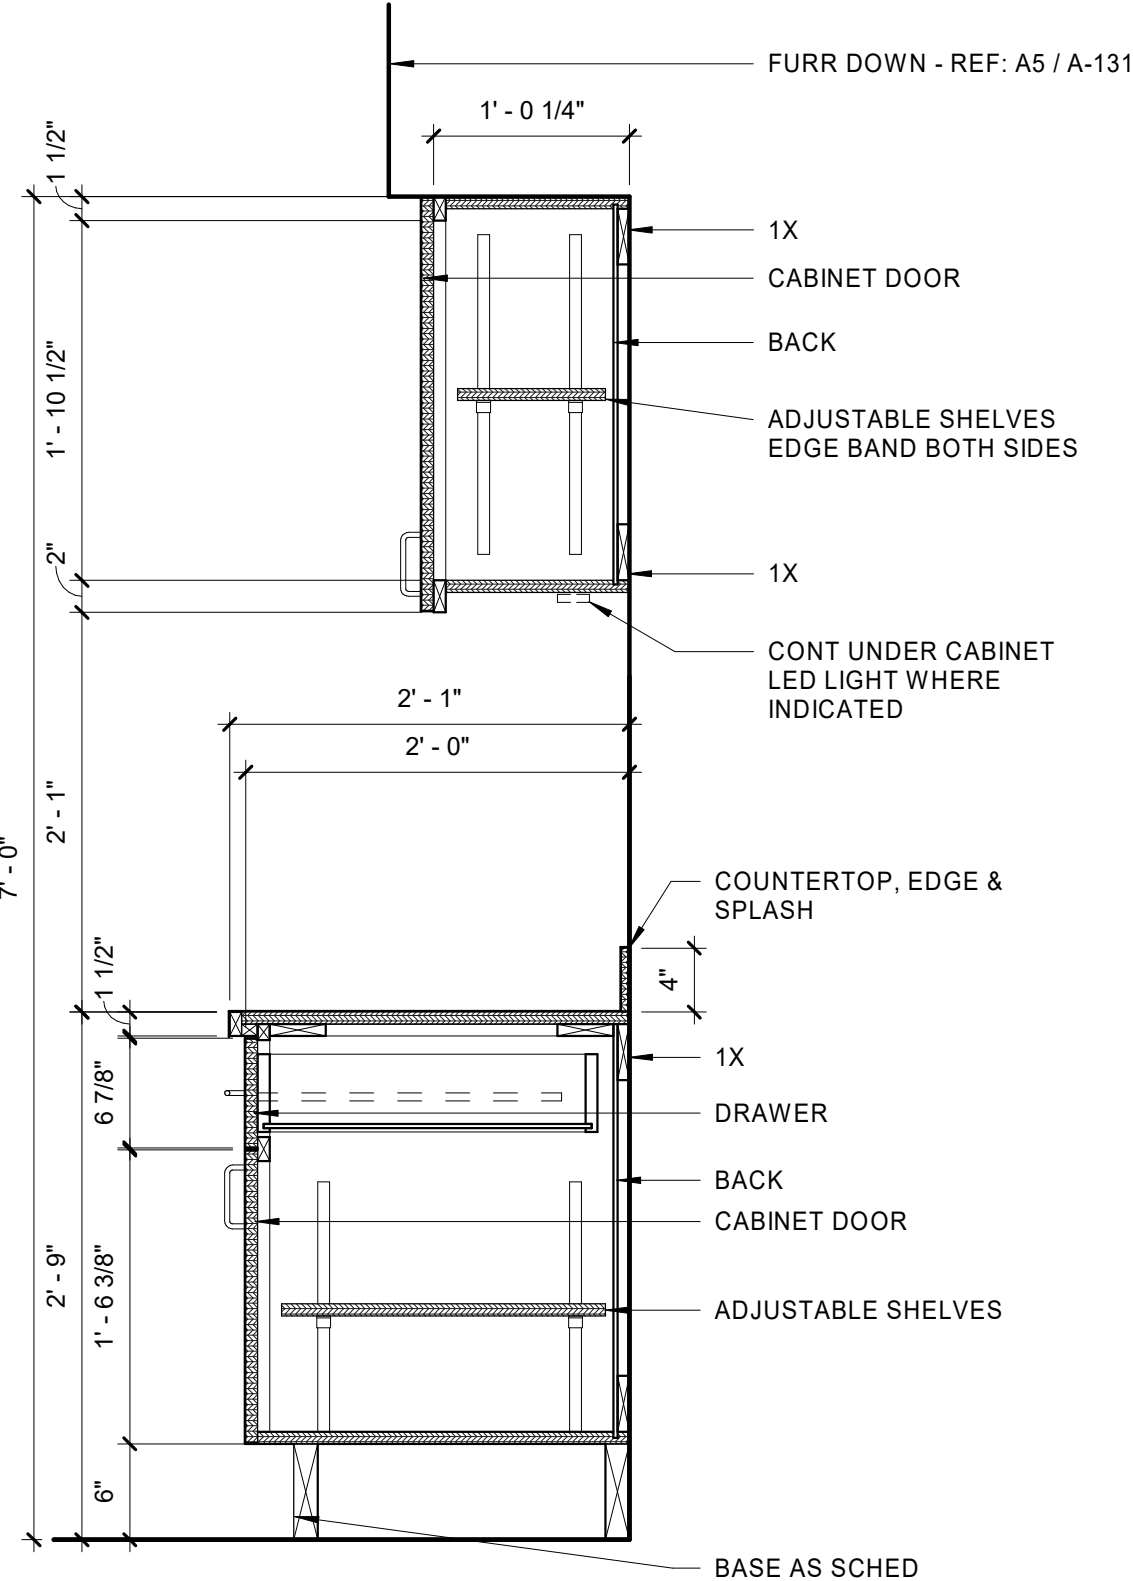 FURR DOWN - REF: A5 / A-131
1' - 0 1/4"
1 1/2"
1X
CABINET DOOR
BACK
1' - 10 1/2"
ADJUSTABLE SHELVES
EDGE BAND BOTH SIDES
2"
1X
CONT UNDER CABINET
LED LIGHT WHERE
INDICATED
2' - 1"
2' - 0"
2' - 1"
7' - 0"
COUNTERTOP, EDGE &
SPLASH
4"
1 1/2"
1X
6 7/8"
DRAWER
BACK
CABINET DOOR
2' - 9"
1' - 6 3/8"
ADJUSTABLE SHELVES
6"
BASE AS SCHED